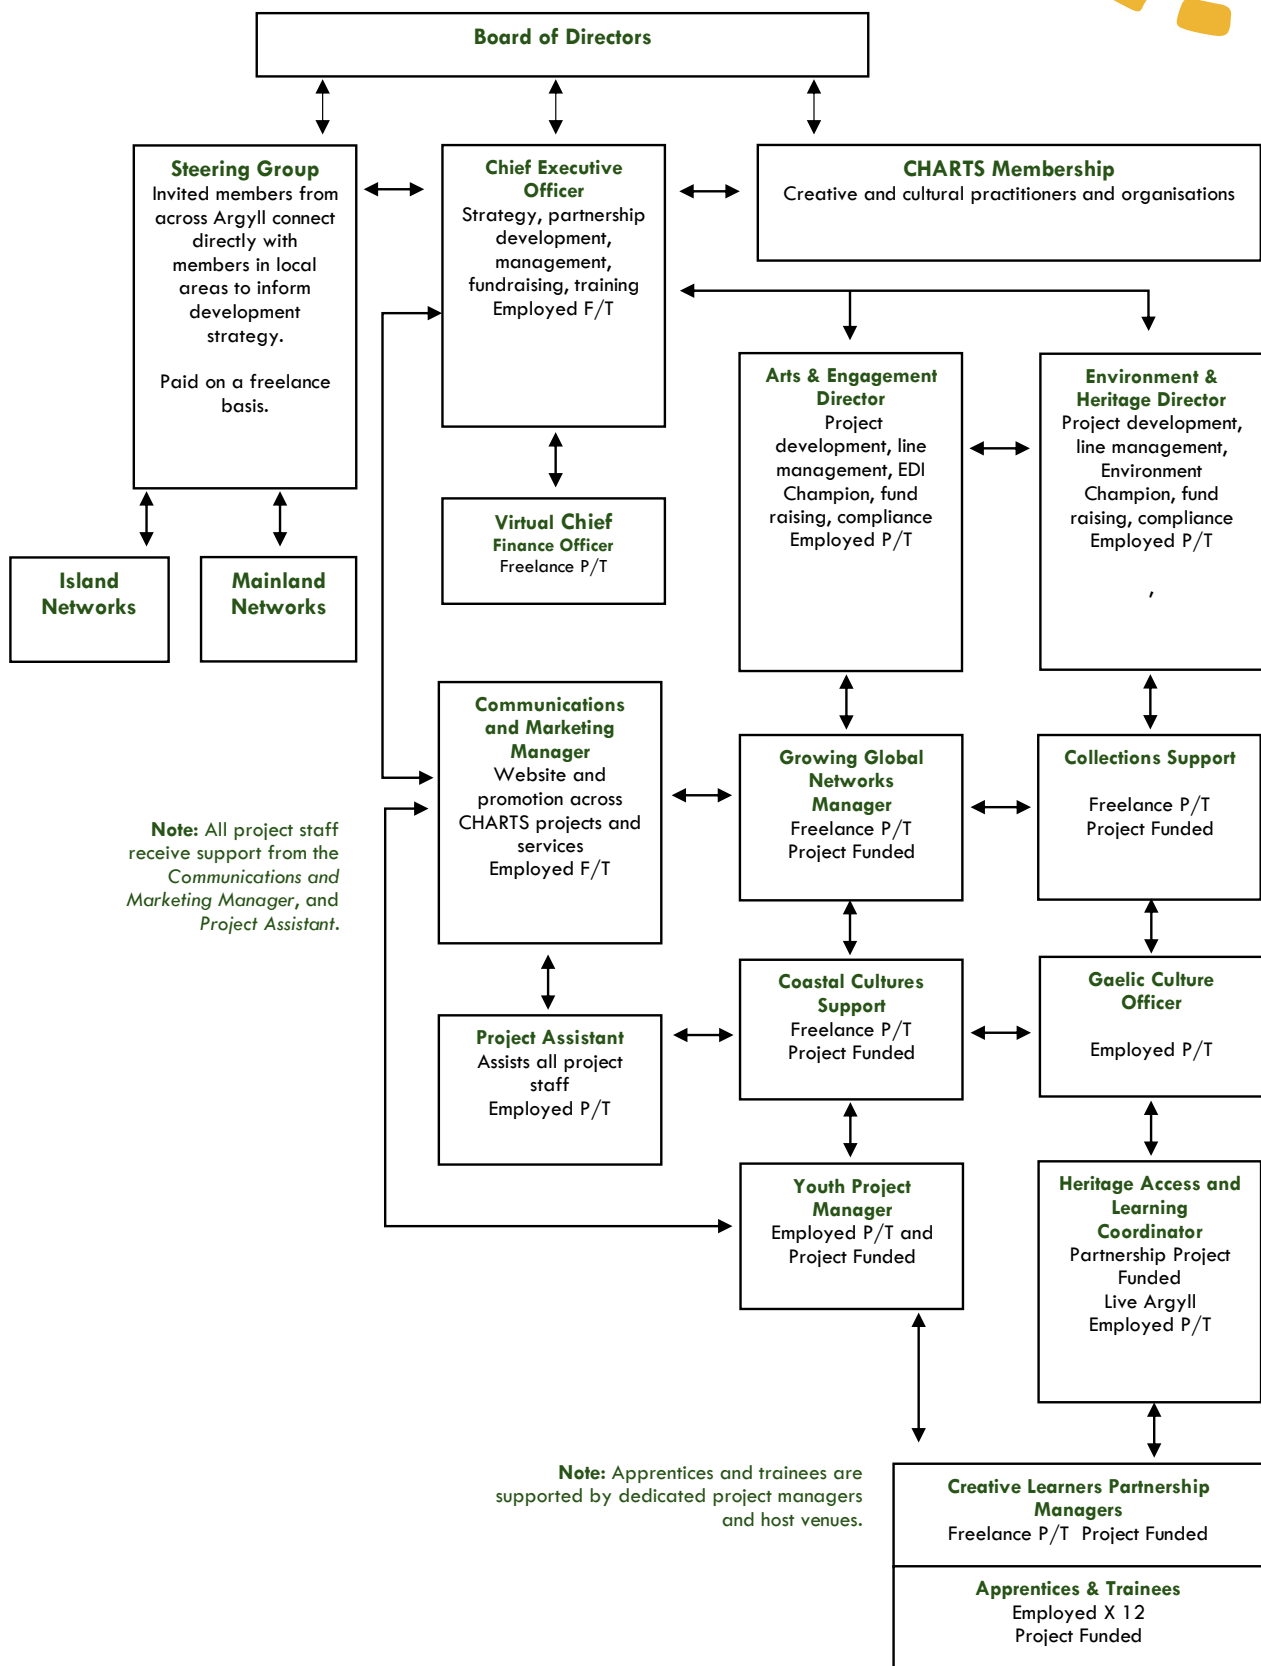 Board of Directors
Steering Group
Invited members from
across Argyll connect
directly with
members in local
areas to inform
development
strategy.
Paid on a freelance
basis.
Chief Executive
Officer
Strategy, partnership
development,
management,
fundraising, training
Employed F/T
CHARTS Membership
Creative and cultural practitioners and organisations
Arts & Engagement
Director
Project
development, line
management, EDI
Champion, fund
raising, compliance
Employed P/T
Environment &
Heritage Director
Project development,
line management,
Environment
Champion, fund
raising, compliance
Employed P/T
,
Virtual Chief
Finance Officer
Freelance P/T
Island
Networks
Mainland
Networks
Communications
and Marketing
Manager
Website and
promotion across
CHARTS projects and
services
Employed F/T
Growing Global
Networks
Manager
Freelance P/T
Project Funded
Collections Support
Freelance P/T
Project Funded
Note: All project staff
receive support from the
Communications and
Marketing Manager, and
Project Assistant.
Project Assistant
Assists all project
staff
Employed P/T
Coastal Cultures
Support
Freelance P/T
Project Funded
Gaelic Culture
Officer
Employed P/T
Youth Project
Manager
Employed P/T and
Project Funded
Heritage Access and
Learning
Coordinator
Partnership Project
Funded
Live Argyll
Employed P/T
Note: Apprentices and trainees are
supported by dedicated project managers
and host venues.
Creative Learners Partnership
Managers
Freelance P/T  Project Funded
Apprentices & Trainees
Employed X 12
Project Funded